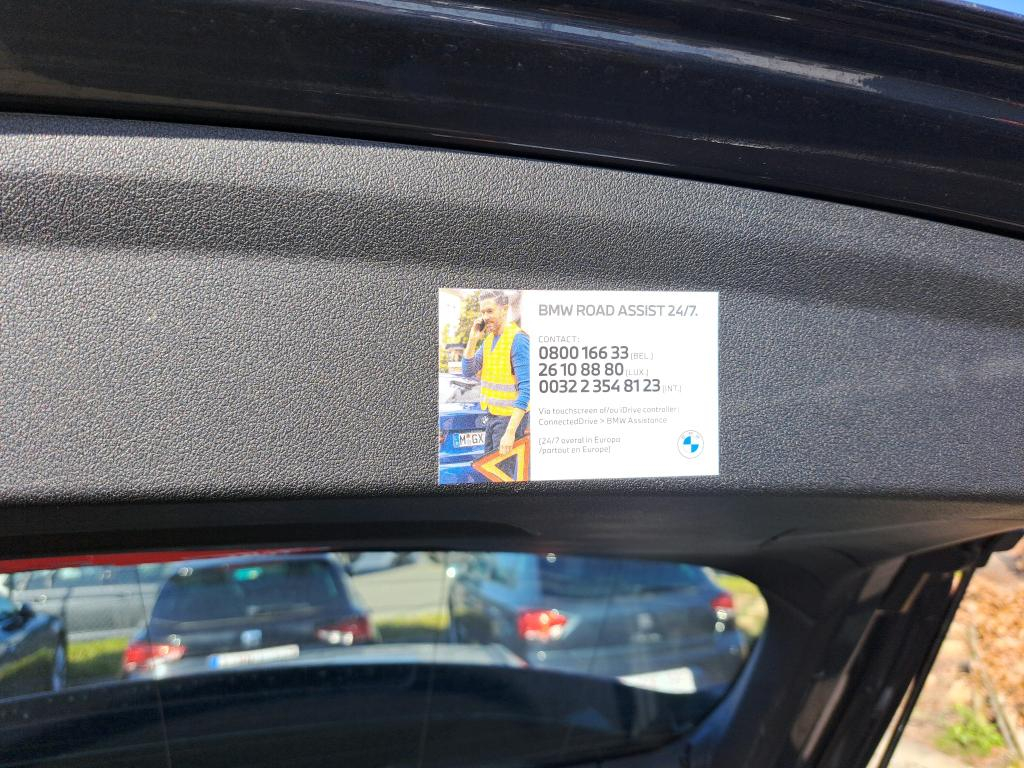 BMW ROAD ASSIST 24/7.
CONTACT:
0800 166 33 (BEL.)
26 10 88 80 (LUX.)
0032 2 354 81 23 (INT.)
Via touchscreen of/ou iDrive controller:
ConnectedDrive > BMW Assistance
(24/7 overal in Europa
/partout en Europe)
M GX